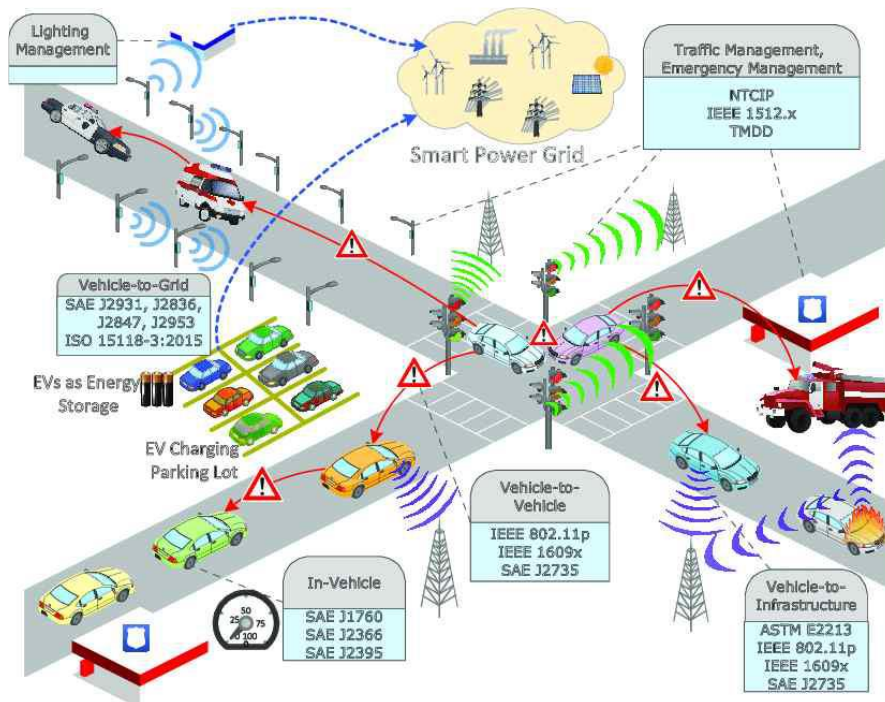 Lighting
Management
Traffic Management,
Emergency Management
NTCIP
IEEE 1512.x
TMDD
Smart Power Grid
Vehicle-to-Grid
SAE J2931, J2836,
J2847, J2953
ISO 15118-3:2015
EVs as Energy
Storage
EV Charging
Parking Lot
Vehicle-to-
Vehicle
IEEE 802.11p
IEEE 1609x
SAE J2735
In-Vehicle
SAE J1760
SAE J2366
SAE J2395
0 25 50 75 100
0
Vehicle-to-
Infrastructure
ASTM E2213
IEEE 802.11p
IEEE 1609x
SAE J2735